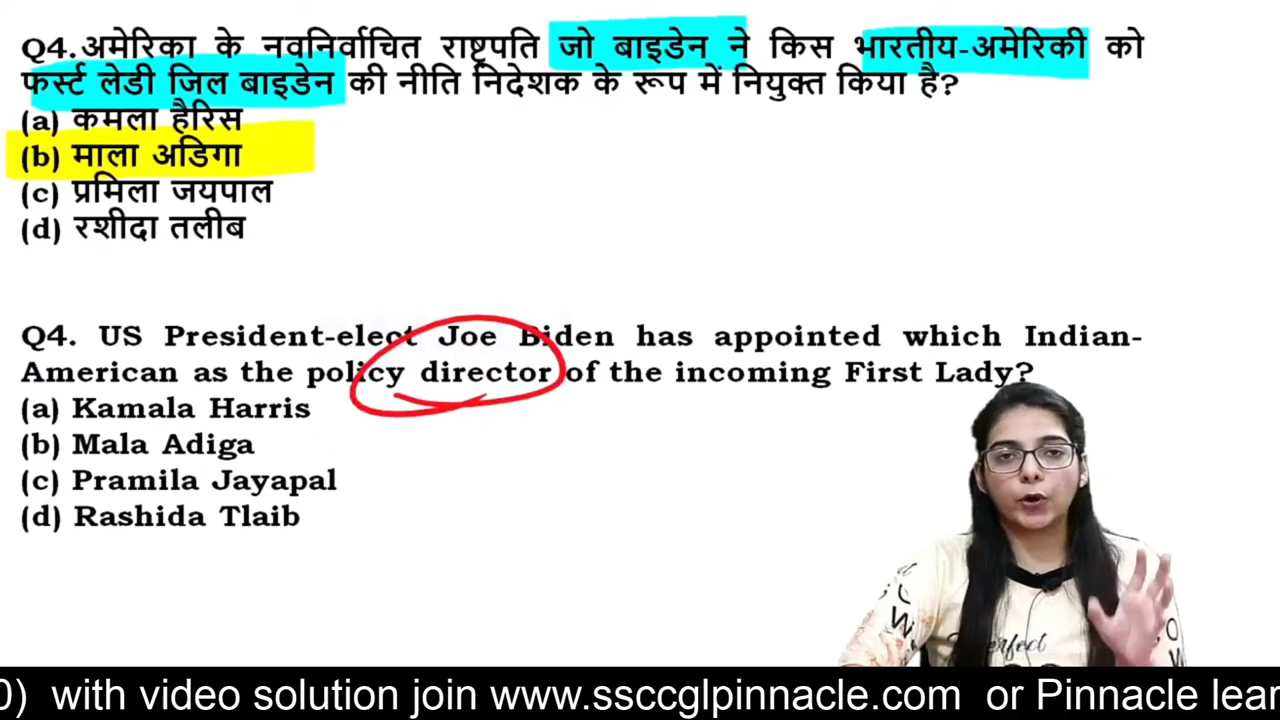 Q4.अमेरिका के नवनिर्वाचित राष्ट्रपति जो बाइडेन ने किस भारतीय-अमेरिकी को
फर्स्ट लेडी जिल बाइडेन की नीति निदेशक के रूप में नियुक्त किया है?
(a) कमला हैरिस
(b) माला अडिगा
(c) प्रमिला जयपाल
(d) रशीदा तलीब
Q4. US President-elect Joe Biden has appointed which Indian-
American as the policy director of the incoming First Lady?
(a) Kamala Harris
(b) Mala Adiga
(c) Pramila Jayapal
(d) Rashida Tlaib
0) with video solution join www.ssccglpinnacle.com or Pinnacle lear